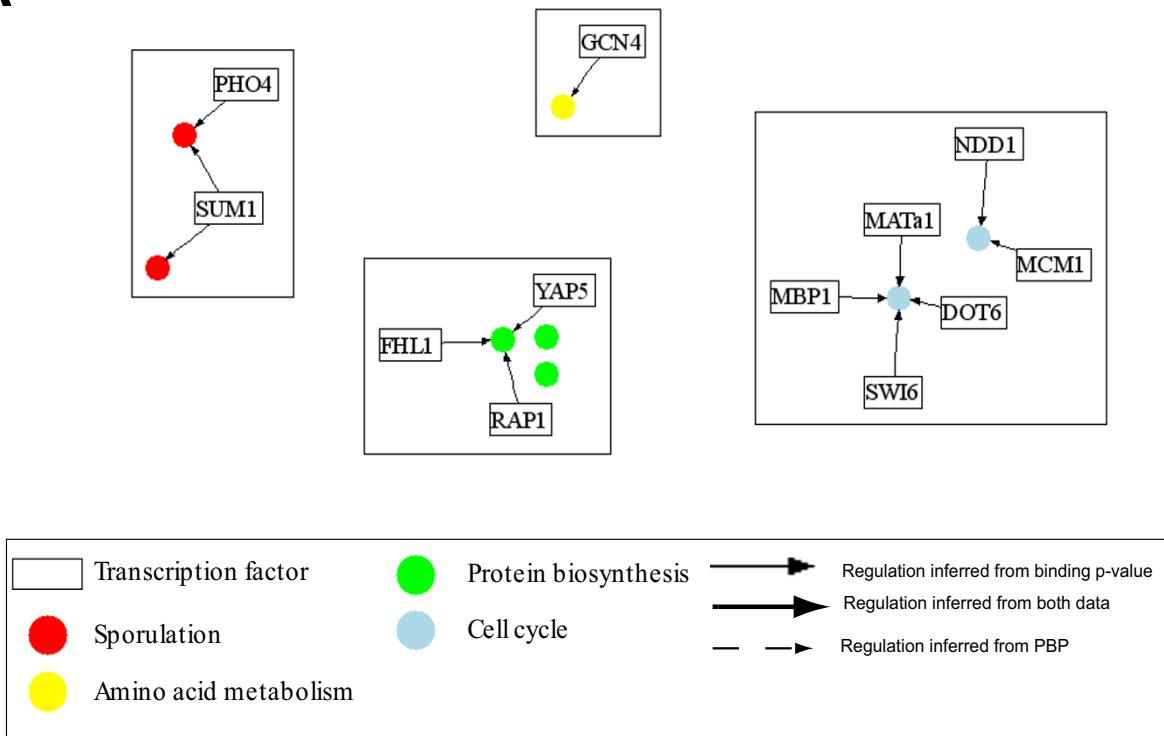 GCN4
PHO4
SUM1
NDD1
MATa1
MCM1
MBP1
DOT6
SWI6
YAP5
FHL1
RAP1
Transcription factor
Sporulation
Amino acid metabolism
Protein biosynthesis
Cell cycle
Regulation inferred from binding p-value
Regulation inferred from both data
Regulation inferred from PBP